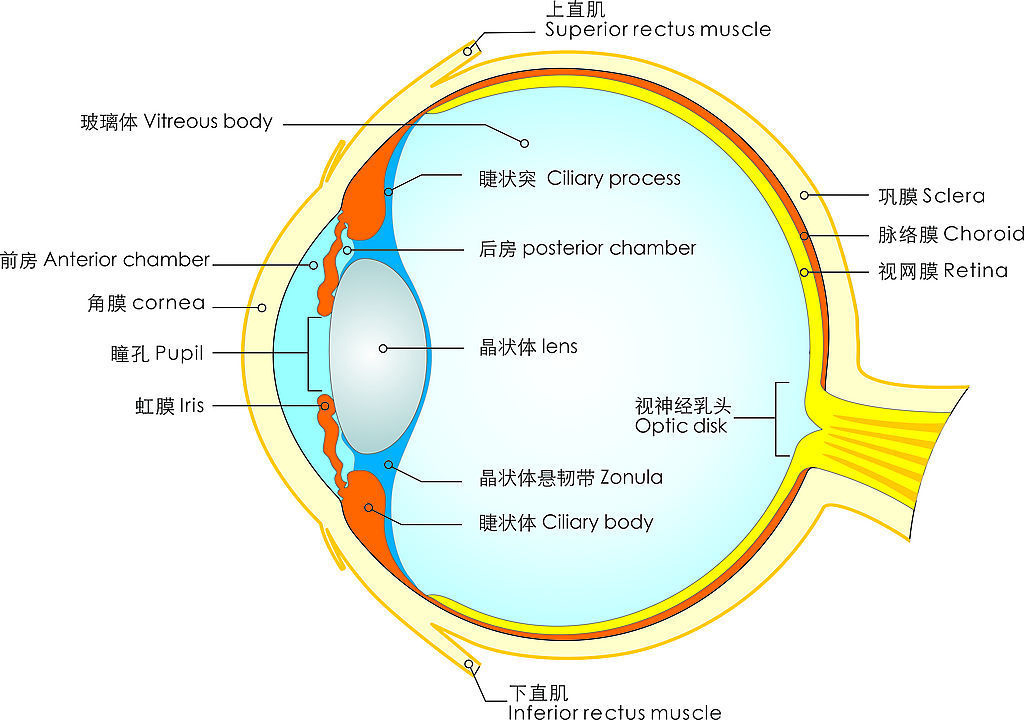 上直肌
Superior rectus muscle
玻璃体 Vitreous body
睫状突 Ciliary process
巩膜 Sclera
脉络膜 Choroid
后房 posterior chamber
前房 Anterior chamber
视网膜 Retina
角膜 cornea
晶状体 lens
瞳孔 Pupil
虹膜 Iris
视神经乳头
Optic disk
晶状体悬韧带 Zonula
睫状体 Ciliary body
下直肌
Inferior rectus muscle